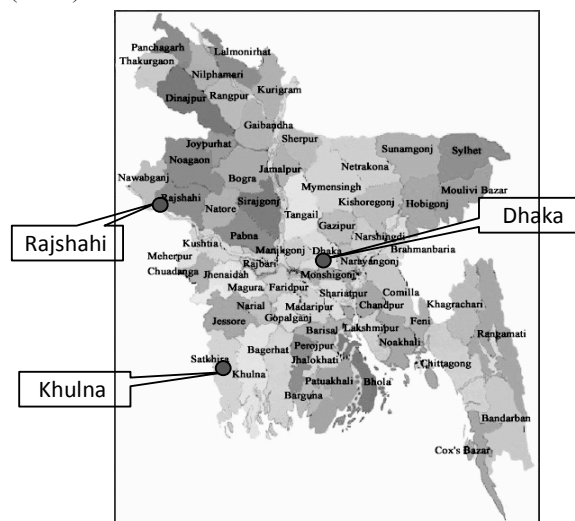 Panchagarh
Lalmonirhat
Thakurgaon
Nilphamari
Kurigram
Dinajpur
Rangpur
Gaibandha
Sherpur
Joypurhat
Sunamgonj
Sylhet
Noagaon
Jamalpur
Netrakona
Nawabganj
Bogra
Mymensingh
Moulivi Bazar
Rajshahi
Sirajgonj
Kishoregonj
Hobigonj
Natore
Tangail
Dhaka
Gazipur
Rajshahi
Pabna
Narshingdi
Kushtia
Manikgonj
Dhaka
Brahmanbaria
Meherpur
Rajbari
Narayangonj
Chuadanga
Jhenaidah
Monshigonj
Magura
Faridpur
Shariatpur
Comilla
Khagrachari
Narial
Madaripur
Chandpur
Jessore
Gopalganj
Feni
Rangamati
Barisal
Lakshmipur
Satkhira
Bagerhat
Perojpur
Noakhali
Jhalokhati
Chittagong
Khulna
Khulna
Patuakhali
Bhola
Barguna
Bandarban
Cox's Bazar